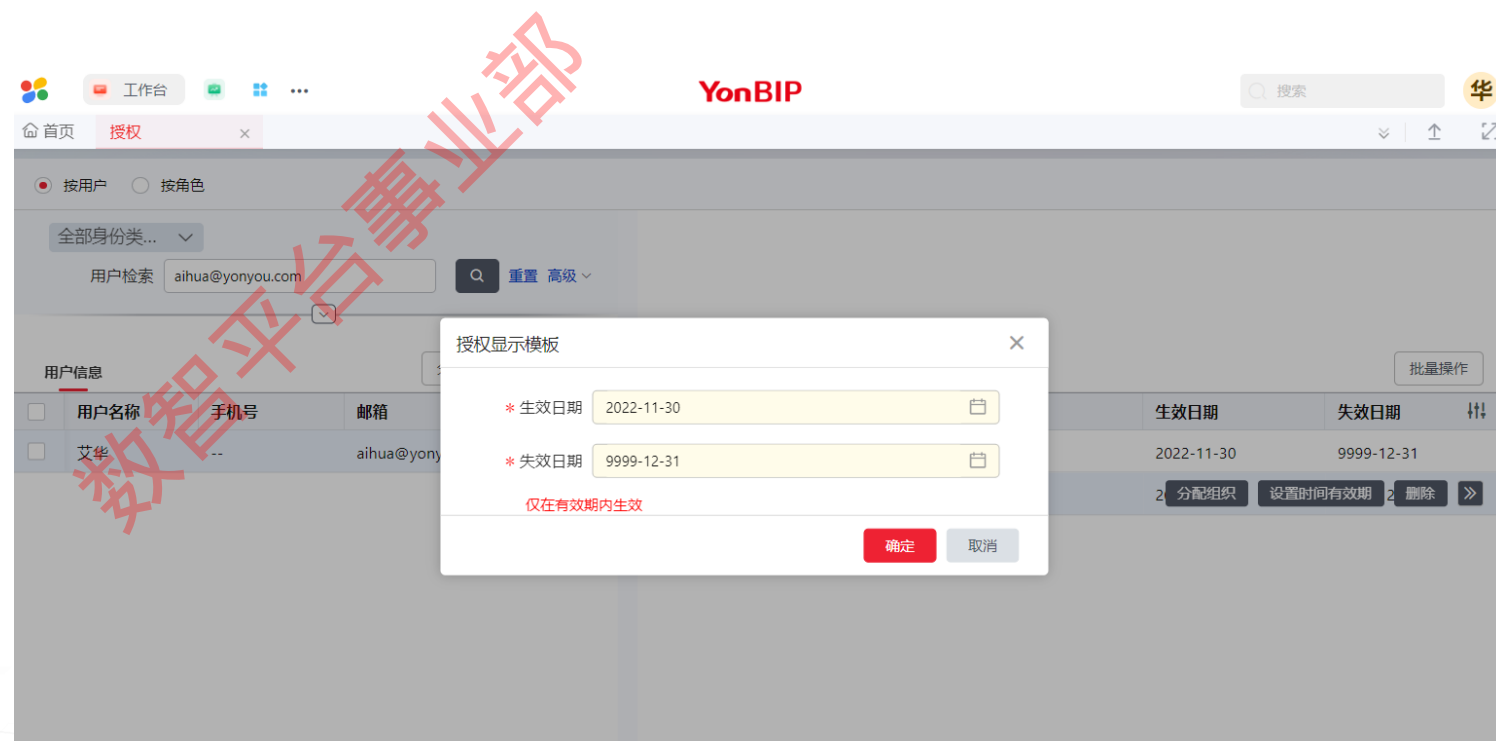 工作台
YonBIP
搜索
华
首页 授权
按用户 按角色
全部身份类...
用户检索 aihua@yonyou.com 重置 高级
授权显示模板
用户信息 批量操作
生效日期 2022-11-30
用户名称 手机号 邮箱 生效日期 失效日期
艾华 -- aihua@yony 2022-11-30 9999-12-31
失效日期 9999-12-31
分配组织 设置时间有效期 删除
仅在有效期内生效
确定 取消
数智平台事业部